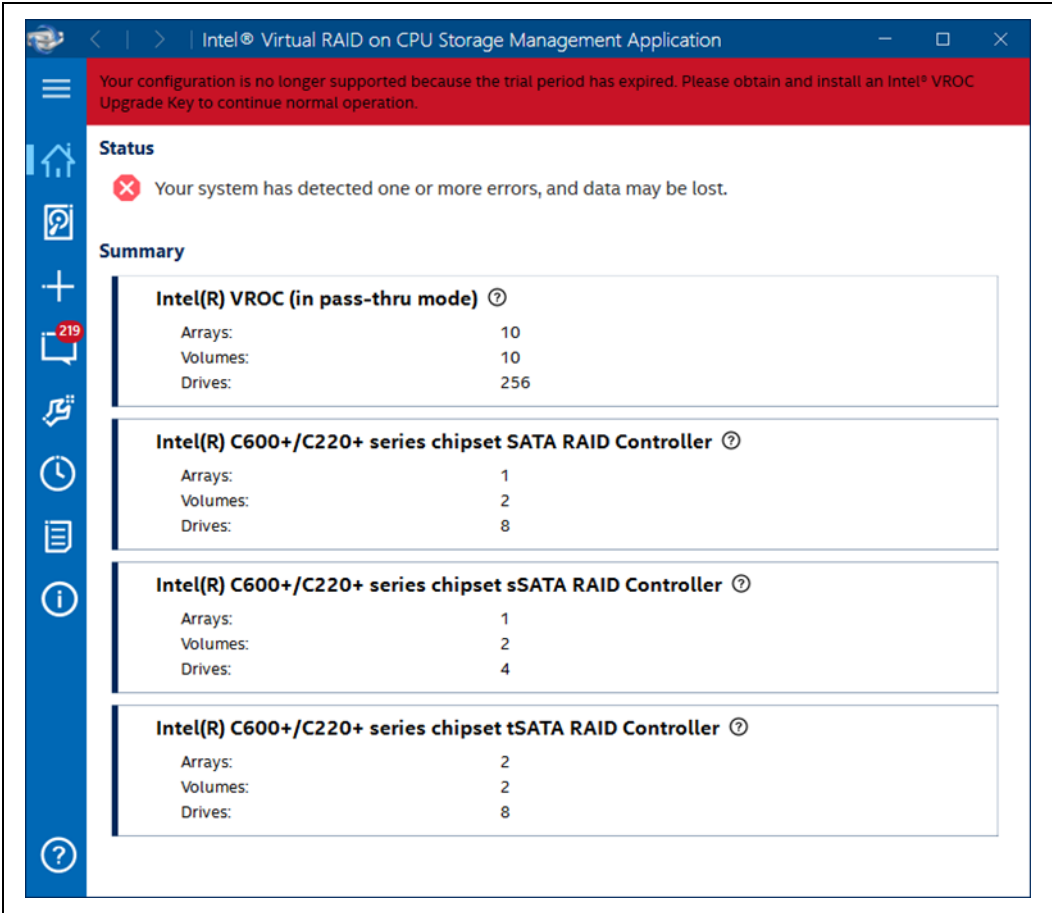 Intel® Virtual RAID on CPU Storage Management Application
Your configuration is no longer supported because the trial period has expired. Please obtain and install an Intel® VROC
Upgrade Key to continue normal operation.
Status
Your system has detected one or more errors, and data may be lost.
Summary
219
Intel(R) VROC (in pass-thru mode) ?
Arrays: 10
Volumes: 10
Drives: 256
Intel(R) C600+/C220+ series chipset SATA RAID Controller ?
Arrays: 1
Volumes: 2
Drives: 8
Intel(R) C600+/C220+ series chipset sSATA RAID Controller ?
Arrays: 1
Volumes: 2
Drives: 4
Intel(R) C600+/C220+ series chipset tSATA RAID Controller ?
Arrays: 2
Volumes: 2
Drives: 8
?